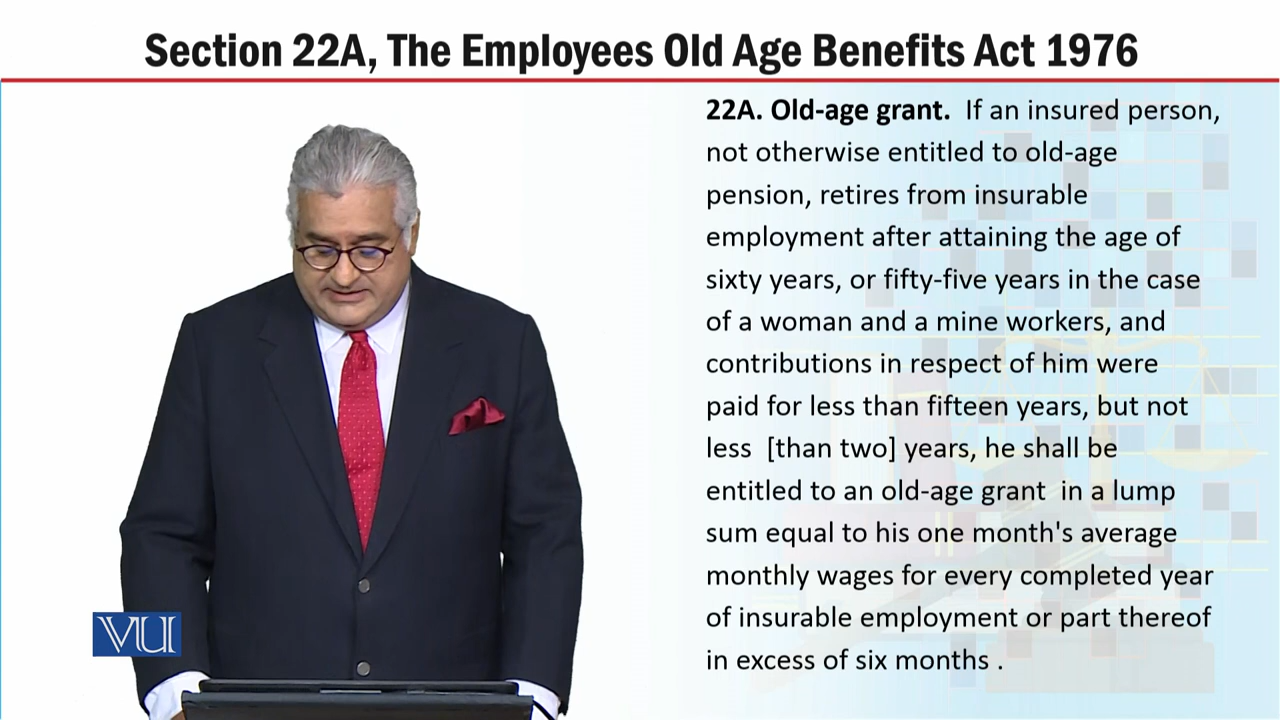 Section 22A, The Employees Old Age Benefits Act 1976
22A. Old-age grant. If an insured person,
not otherwise entitled to old-age
pension, retires from insurable
employment after attaining the age of
sixty years, or fifty-five years in the case
of a woman and a mine workers, and
contributions in respect of him were
paid for less than fifteen years, but not
less [than two] years, he shall be
entitled to an old-age grant in a lump
sum equal to his one month's average
monthly wages for every completed year
of insurable employment or part thereof
in excess of six months .
VU